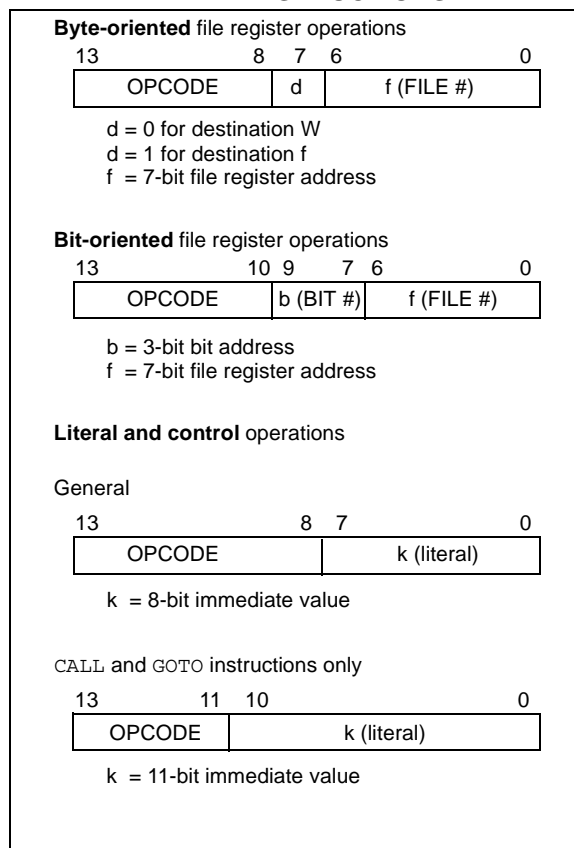 Byte-oriented file register operations
13 8 7 6 0
OPCODE d f (FILE #)
d = 0 for destination W
d = 1 for destination f
f = 7-bit file register address
Bit-oriented file register operations
13 10 9 7 6 0
OPCODE b (BIT #) f (FILE #)
b = 3-bit bit address
f = 7-bit file register address
Literal and control operations
General
13 8 7 0
OPCODE k (literal)
k = 8-bit immediate value
CALL and GOTO instructions only
13 11 10 0
OPCODE k (literal)
k = 11-bit immediate value